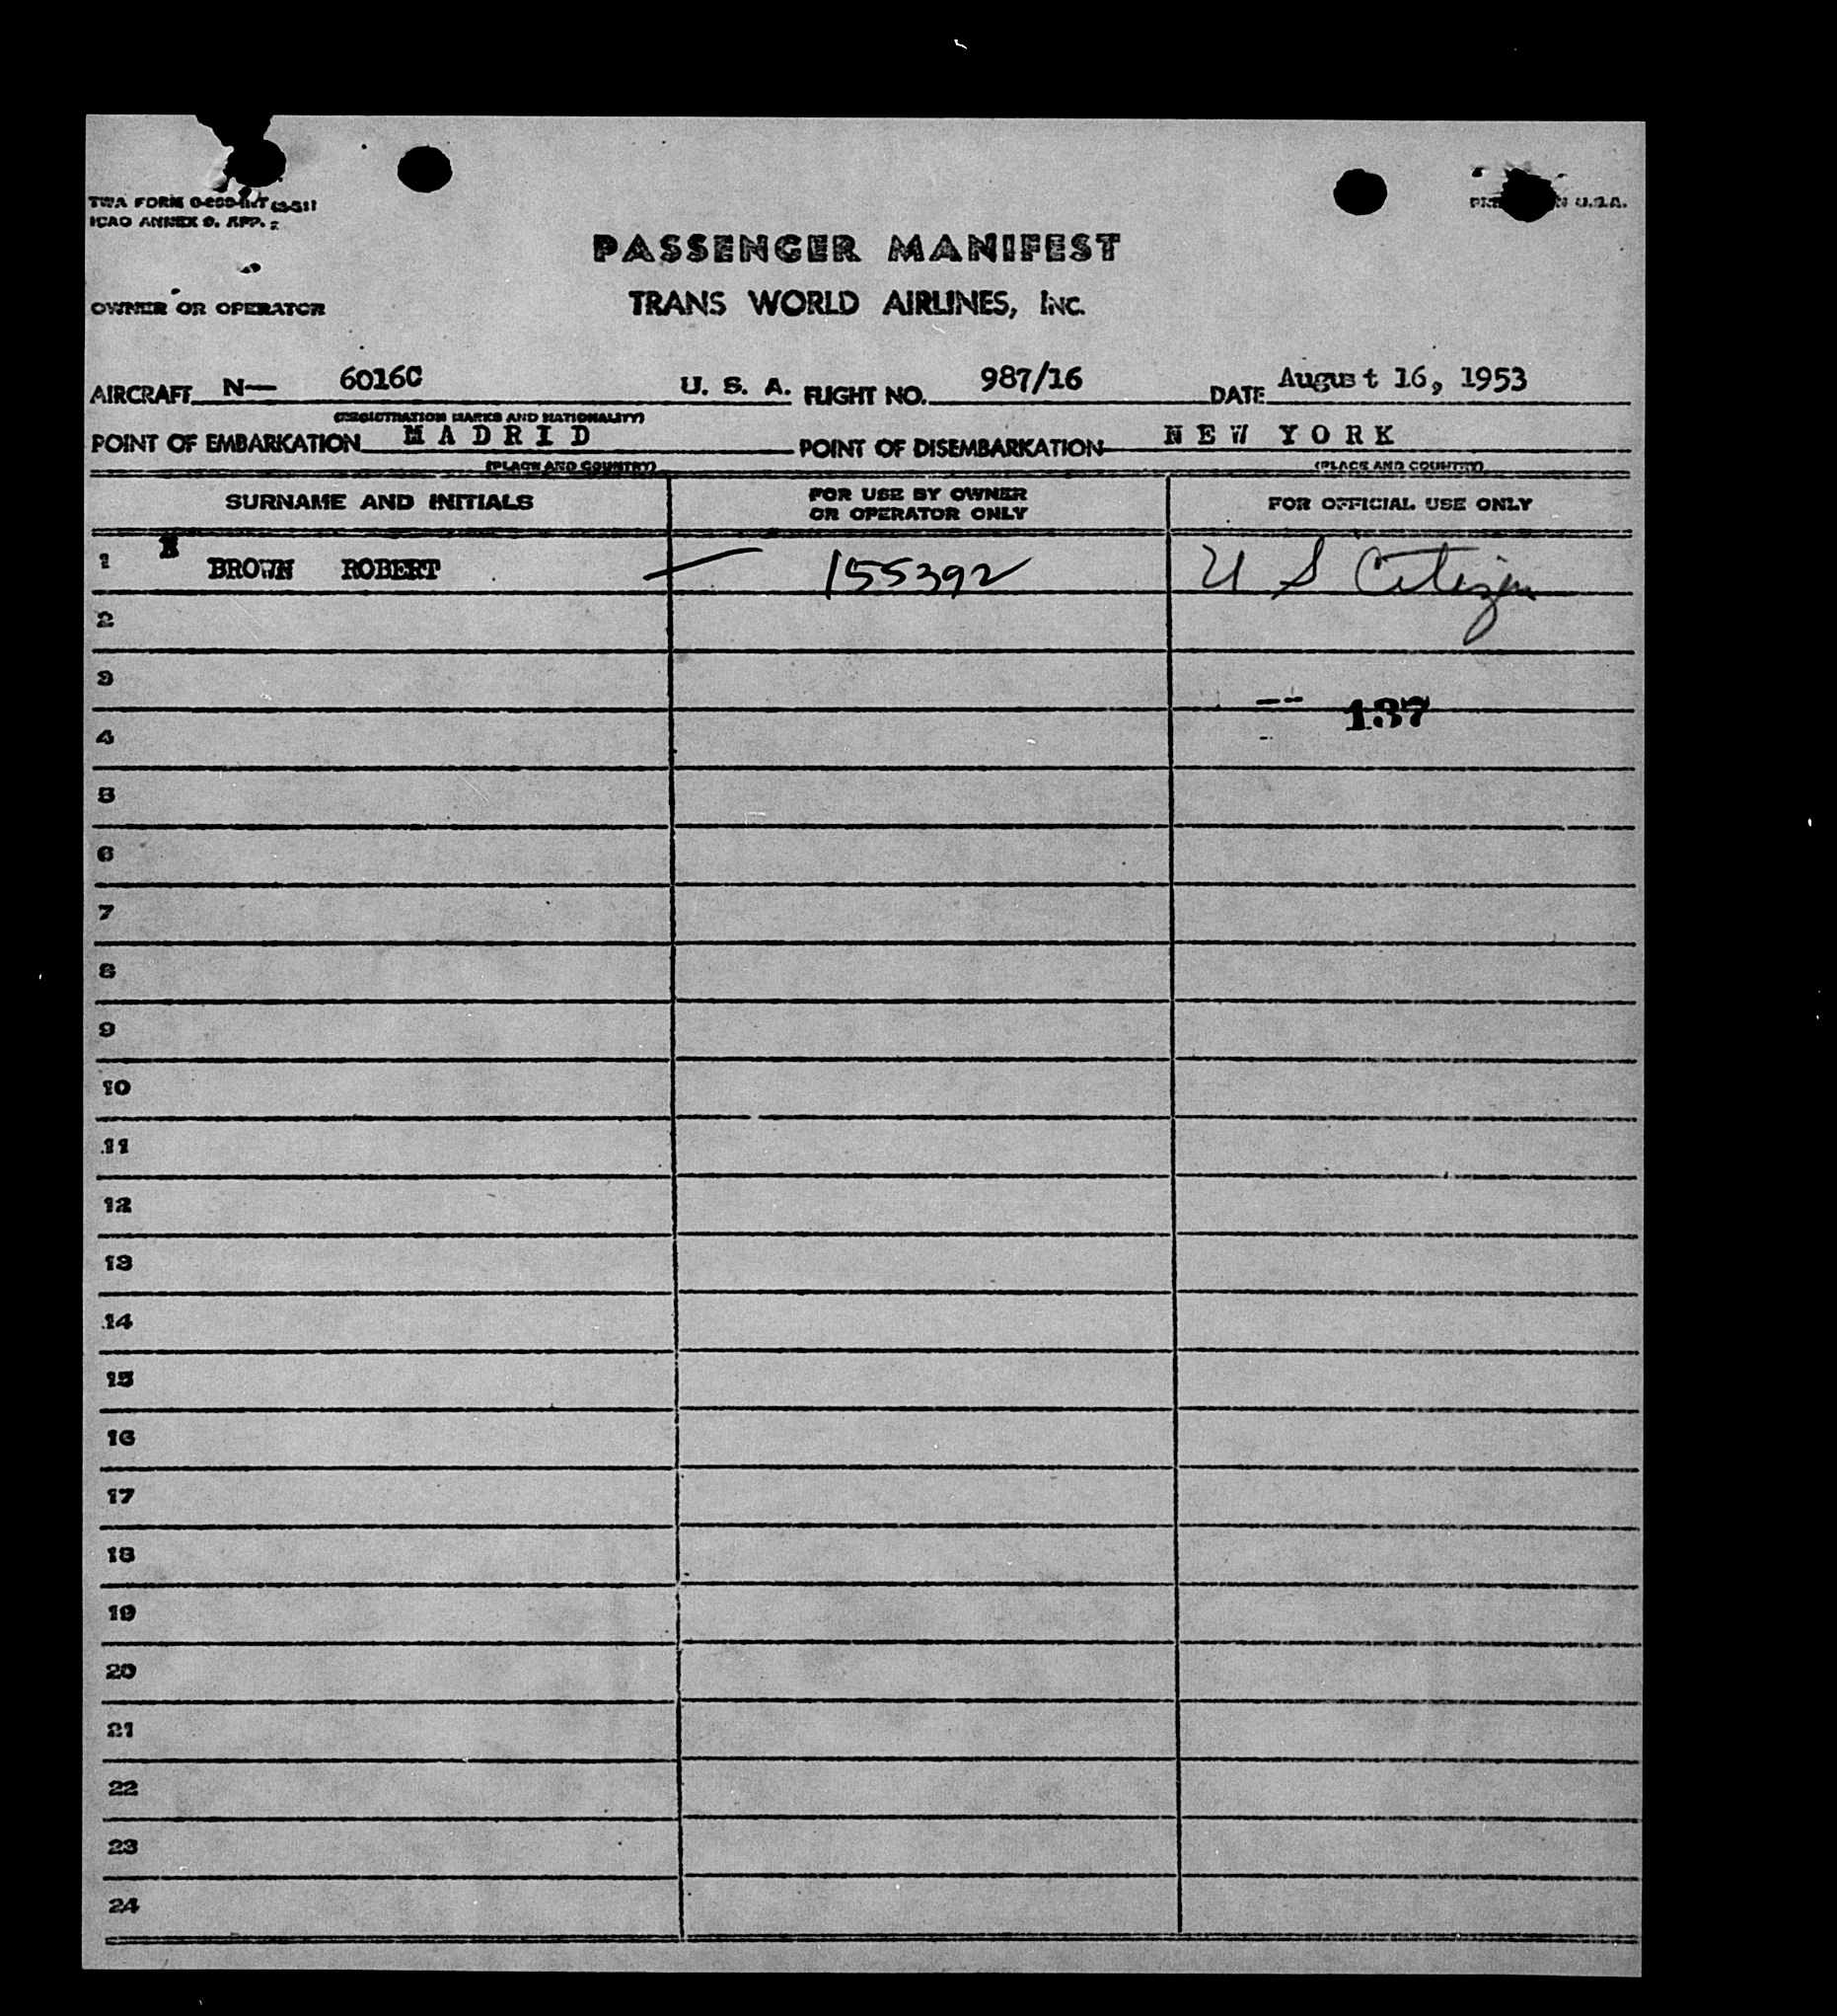 TWA FORM
ICAO ANNEX 9. APP. 2
U.S.A.
PASSENGER MANIFEST
OWNER OR OPERATOR
TRANS WORLD AIRLINES, INC.
AIRCRAFT N— 6016C U. S. A. FLIGHT NO. 987/16 DATE August 16, 1953
(REGISTRATION MARKS AND NATIONALITY)
POINT OF EMBARKATION M A D R I D POINT OF DISEMBARKATION N E W Y O R K
(PLACE AND COUNTRY) (PLACE AND COUNTRY)
SURNAME AND INITIALS FOR USE BY OWNER OR OPERATOR ONLY FOR OFFICIAL USE ONLY
1 BROWN ROBERT 155392 U S Citizen
2
3
137
4
5
6
7
8
9
10
11
12
13
14
15
16
17
18
19
20
21
22
23
24